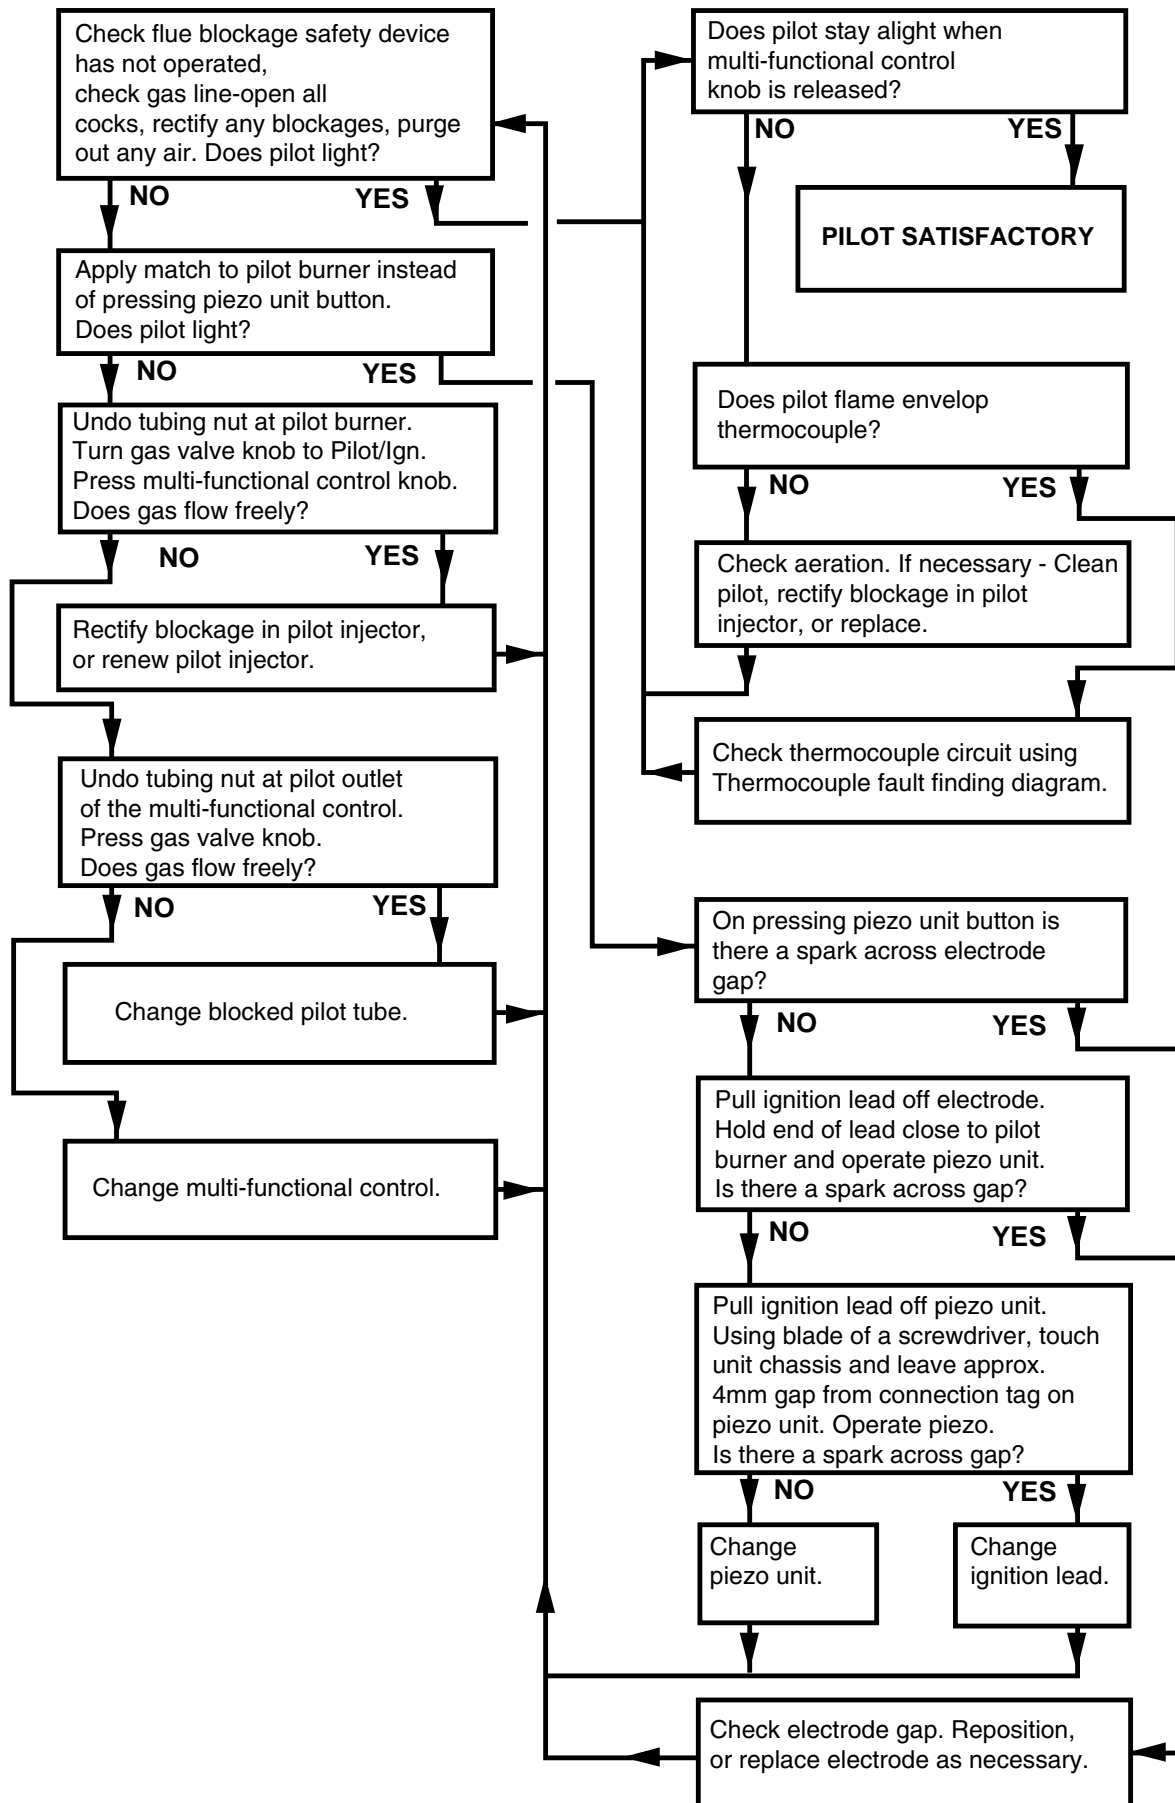 Check flue blockage safety device
has not operated,
check gas line-open all
cocks, rectify any blockages, purge
out any air. Does pilot light?
NO
YES
Apply match to pilot burner instead
of pressing piezo unit button.
Does pilot light?
NO
YES
Undo tubing nut at pilot burner.
Turn gas valve knob to Pilot/Ign.
Press multi-functional control knob.
Does gas flow freely?
NO
YES
Rectify blockage in pilot injector,
or renew pilot injector.
Undo tubing nut at pilot outlet
of the multi-functional control.
Press gas valve knob.
Does gas flow freely?
NO
YES
Change blocked pilot tube.
Change multi-functional control.
Does pilot stay alight when
multi-functional control
knob is released?
NO
YES
PILOT SATISFACTORY
Does pilot flame envelop
thermocouple?
NO
YES
Check aeration. If necessary - Clean
pilot, rectify blockage in pilot
injector, or replace.
Check thermocouple circuit using
Thermocouple fault finding diagram.
On pressing piezo unit button is
there a spark across electrode
gap?
NO
YES
Pull ignition lead off electrode.
Hold end of lead close to pilot
burner and operate piezo unit.
Is there a spark across gap?
NO
YES
Pull ignition lead off piezo unit.
Using blade of a screwdriver, touch
unit chassis and leave approx.
4mm gap from connection tag on
piezo unit. Operate piezo.
Is there a spark across gap?
NO
YES
Change
piezo unit.
Change
ignition lead.
Check electrode gap. Reposition,
or replace electrode as necessary.